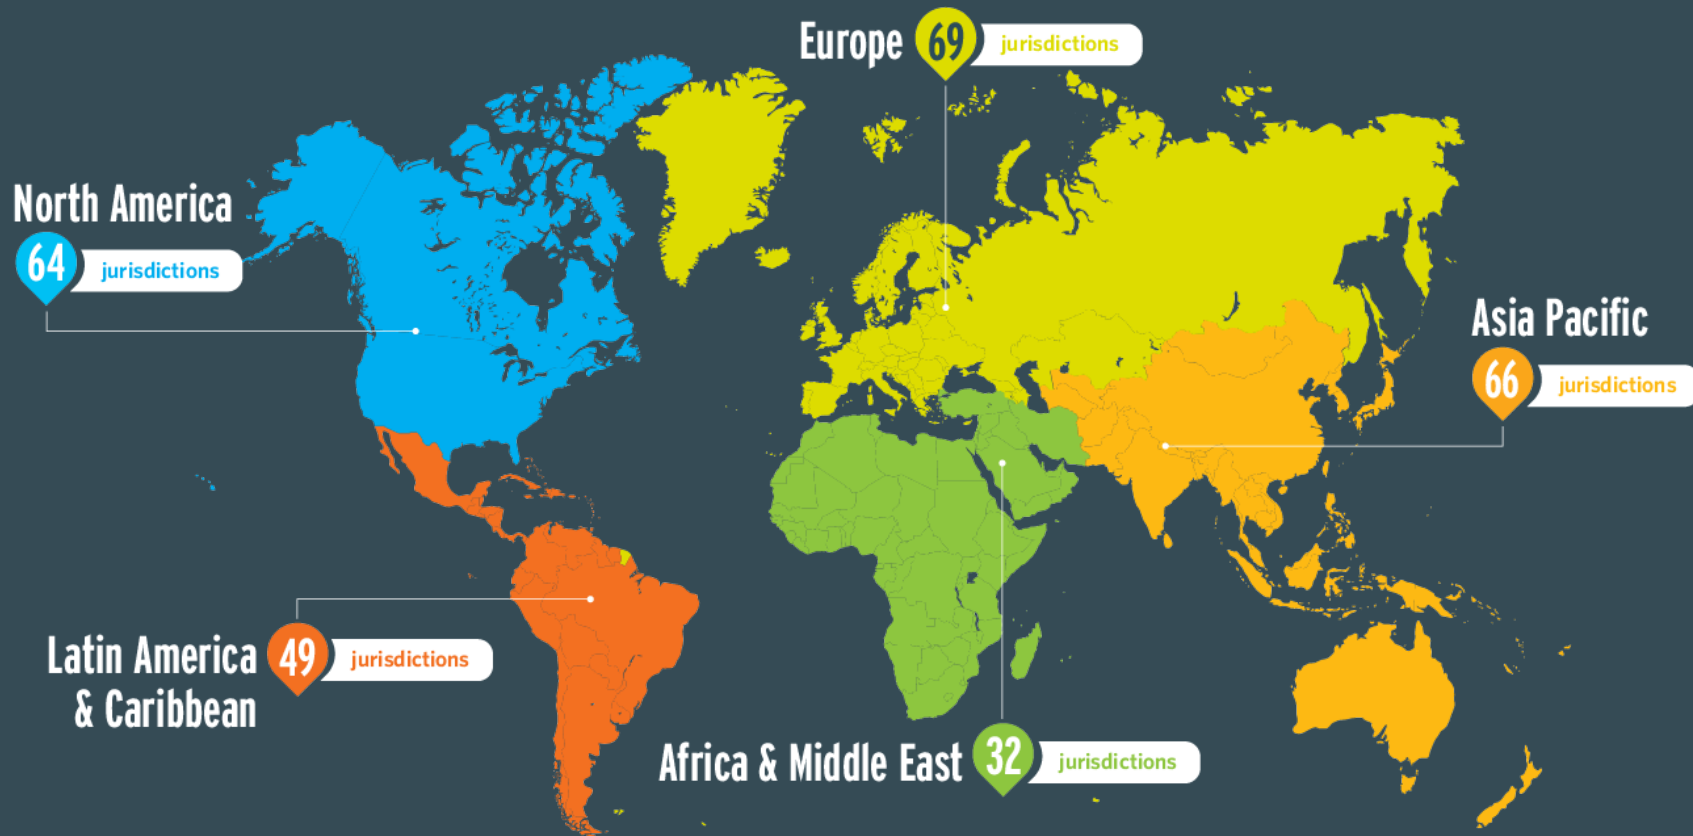 Europe 69 jurisdictions
North America
64 jurisdictions
Asia Pacific
66 jurisdictions
Latin America
& Caribbean
49 jurisdictions
Africa & Middle East 32 jurisdictions